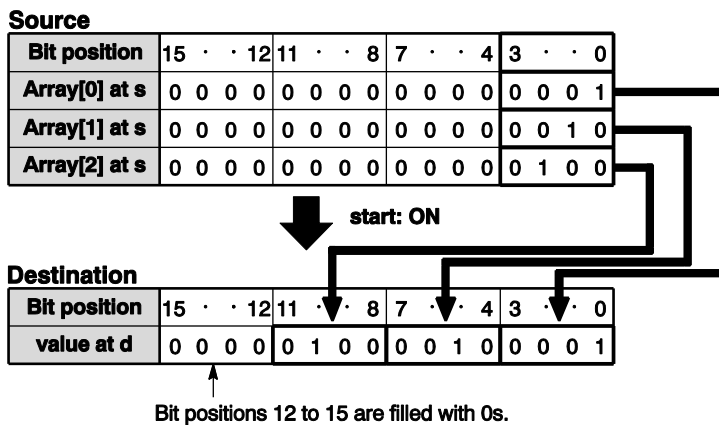 Source
Bit position 15 · · 12 11 · · 8 7 · · 4 3 · · 0
Array[0] at s 0 0 0 0 0 0 0 0 0 0 0 0 0 0 0 1
Array[1] at s 0 0 0 0 0 0 0 0 0 0 0 0 0 0 1 0
Array[2] at s 0 0 0 0 0 0 0 0 0 0 0 0 0 1 0 0
start: ON
Destination
Bit position 15 · · 12 11 · · 8 7 · · 4 3 · · 0
value at d 0 0 0 0 0 1 0 0 0 0 1 0 0 0 0 1
Bit positions 12 to 15 are filled with 0s.